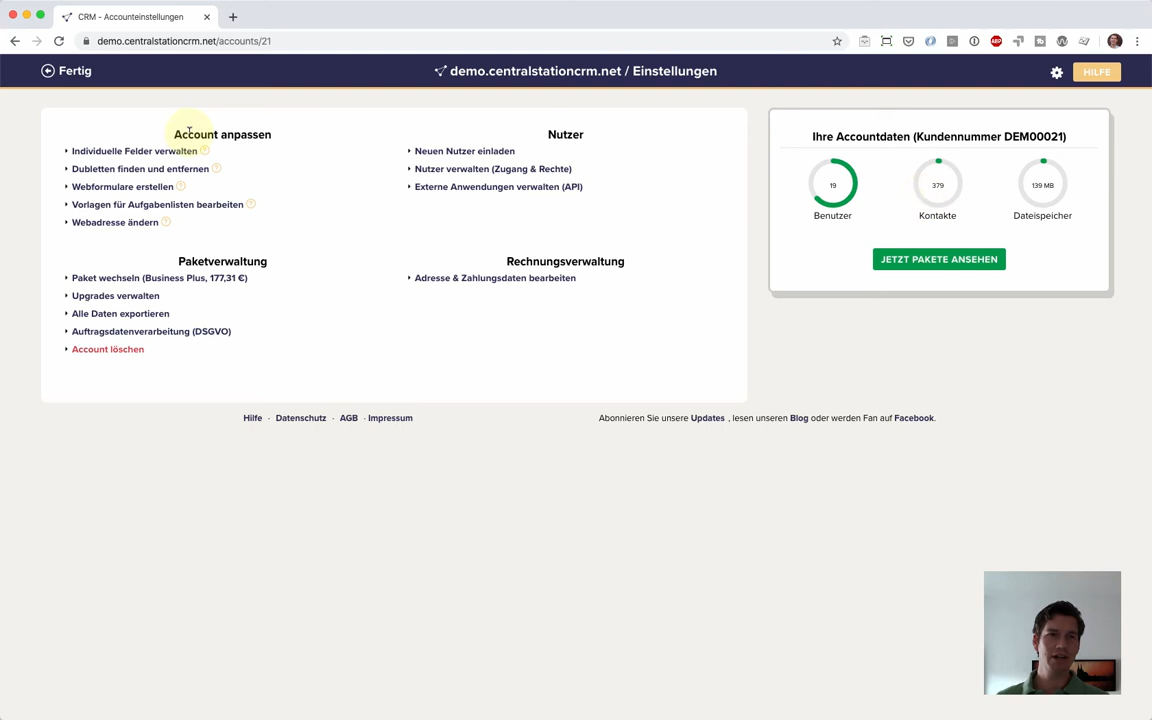 CRM - Accounteinstellungen
demo.centralstationcrm.net/accounts/21
ABP
Fertig
demo.centralstationcrm.net / Einstellungen
HILFE
Account anpassen
Individuelle Felder verwalten ?
Dubletten finden und entfernen ?
Webformulare erstellen ?
Vorlagen für Aufgabenlisten bearbeiten ?
Webadresse ändern ?
Nutzer
Neuen Nutzer einladen
Nutzer verwalten (Zugang & Rechte)
Externe Anwendungen verwalten (API)
Paketverwaltung
Paket wechseln (Business Plus, 177,31 €)
Upgrades verwalten
Alle Daten exportieren
Auftragsdatenverarbeitung (DSGVO)
Account löschen
Rechnungsverwaltung
Adresse & Zahlungsdaten bearbeiten
Ihre Accountdaten (Kundennummer DEM00021)
19 379 139 MB
Benutzer Kontakte Dateispeicher
JETZT PAKETE ANSEHEN
Hilfe · Datenschutz · AGB · Impressum
Abonnieren Sie unsere Updates , lesen unseren Blog oder werden Fan auf Facebook.